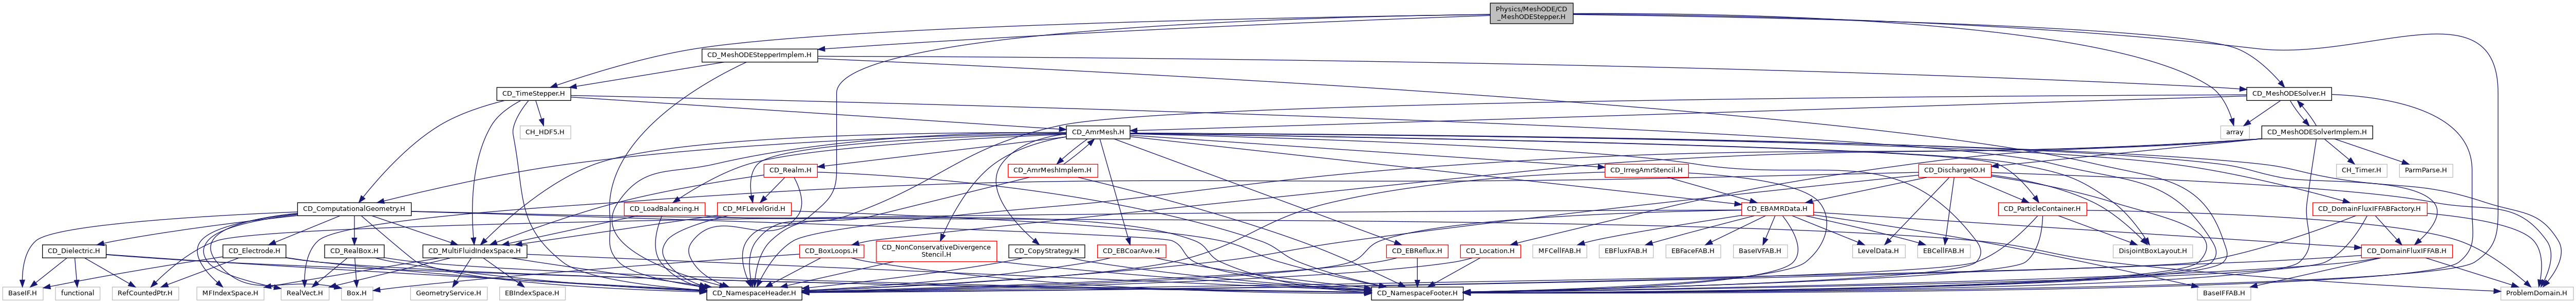 Physics/MeshODE/CD
_MeshODEStepper.H
CD_MeshODEStepperImplem.H
CD_TimeStepper.H
CD_MeshODESolver.H
CH_HDF5.H
CD_AmrMesh.H
array
CD_MeshODESolverImplem.H
CD_Realm.H
CD_AmrMeshImplem.H
CD_IrregAmrStencil.H
CD_DischargeIO.H
CH_Timer.H
ParmParse.H
CD_ComputationalGeometry.H
CD_LoadBalancing.H
CD_MFLevelGrid.H
CD_EBAMRData.H
CD_ParticleContainer.H
CD_DomainFluxIFFABFactory.H
CD_Dielectric.H
CD_Electrode.H
CD_RealBox.H
CD_MultiFluidIndexSpace.H
CD_BoxLoops.H
CD_NonConservativeDivergence
Stencil.H
CD_CopyStrategy.H
CD_EBCoarAve.H
CD_EBReflux.H
CD_Location.H
MFCellFAB.H
EBFluxFAB.H
EBFaceFAB.H
BaseIVFAB.H
LevelData.H
EBCellFAB.H
DisjointBoxLayout.H
CD_DomainFluxIFFAB.H
BaseIF.H
functional
RefCountedPtr.H
MFIndexSpace.H
RealVect.H
Box.H
GeometryService.H
EBIndexSpace.H
CD_NamespaceHeader.H
CD_NamespaceFooter.H
BaseIFFAB.H
ProblemDomain.H